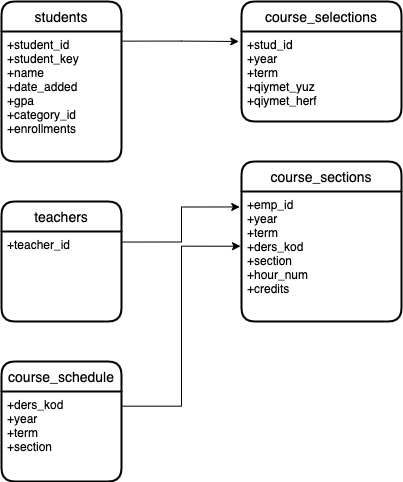 students
+student_id
+student_key
+name
+date_added
+gpa
+category_id
+enrollments
course_selections
+stud_id
+year
+term
+qiymet_yuz
+qiymet_herf
teachers
+teacher_id
course_sections
+emp_id
+year
+term
+ders_kod
+section
+hour_num
+credits
course_schedule
+ders_kod
+year
+term
+section